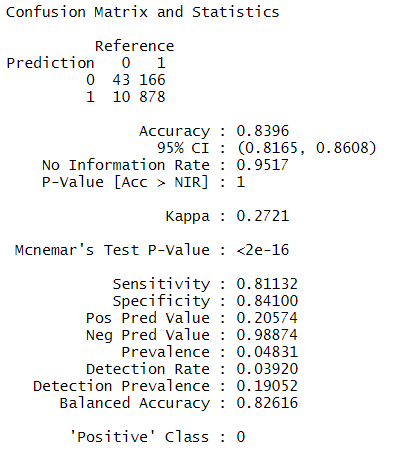 Confusion Matrix and Statistics
Reference
Prediction 0 1
0 43 166
1 10 878
Accuracy : 0.8396
95% CI : (0.8165, 0.8608)
No Information Rate : 0.9517
P-Value [Acc > NIR] : 1
Kappa : 0.2721
Mcnemar's Test P-Value : <2e-16
Sensitivity : 0.81132
Specificity : 0.84100
Pos Pred Value : 0.20574
Neg Pred Value : 0.98874
Prevalence : 0.04831
Detection Rate : 0.03920
Detection Prevalence : 0.19052
Balanced Accuracy : 0.82616
'Positive' Class : 0